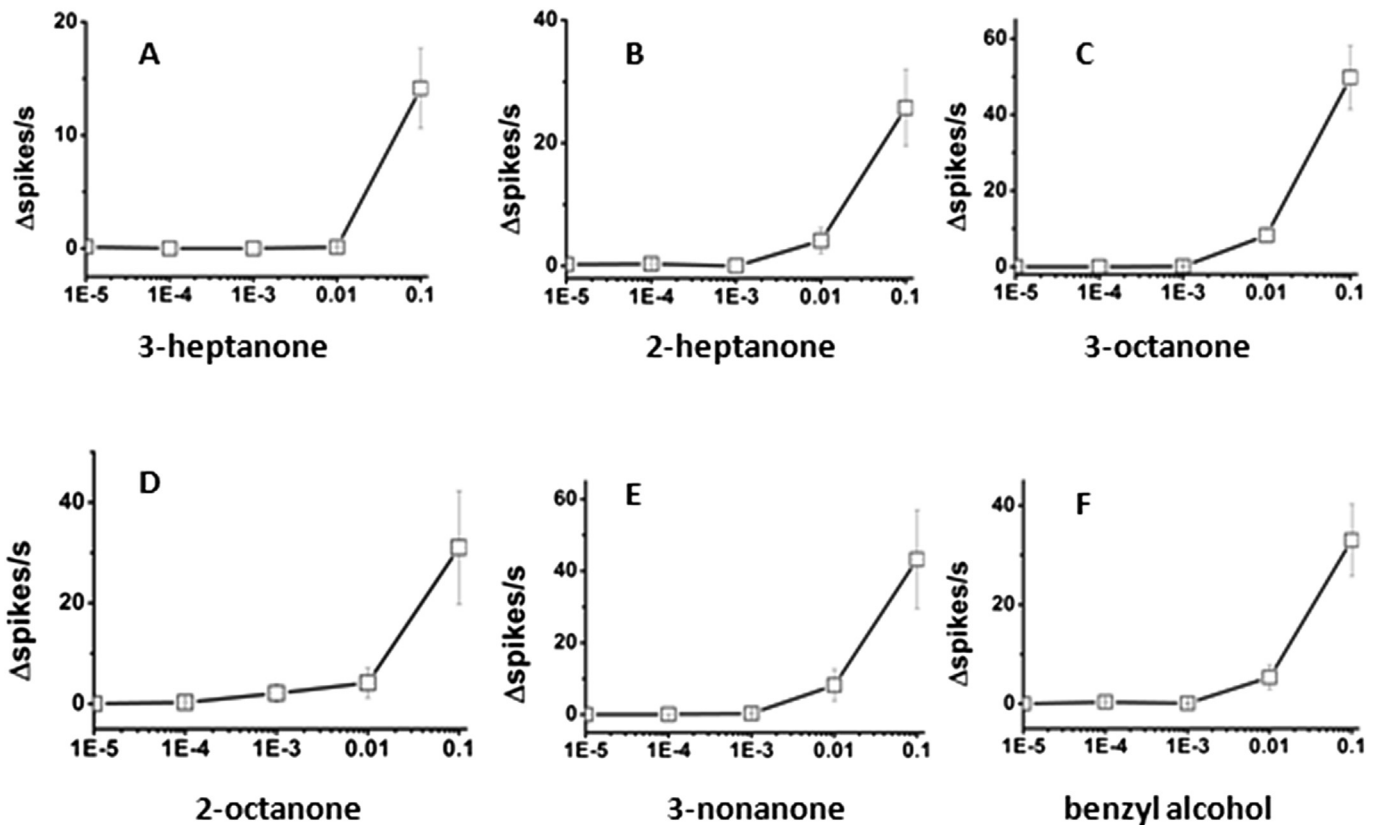 A
Δspikes/s
20
10
0
1E-5 1E-4 1E-3 0.01 0.1
3-heptanone
B
Δspikes/s
40
20
0
1E-5 1E-4 1E-3 0.01 0.1
2-heptanone
C
Δspikes/s
60
40
20
0
1E-5 1E-4 1E-3 0.01 0.1
3-octanone
D
Δspikes/s
40
20
0
1E-5 1E-4 1E-3 0.01 0.1
2-octanone
E
Δspikes/s
60
40
20
0
1E-5 1E-4 1E-3 0.01 0.1
3-nonanone
F
Δspikes/s
40
20
0
1E-5 1E-4 1E-3 0.01 0.1
benzyl alcohol